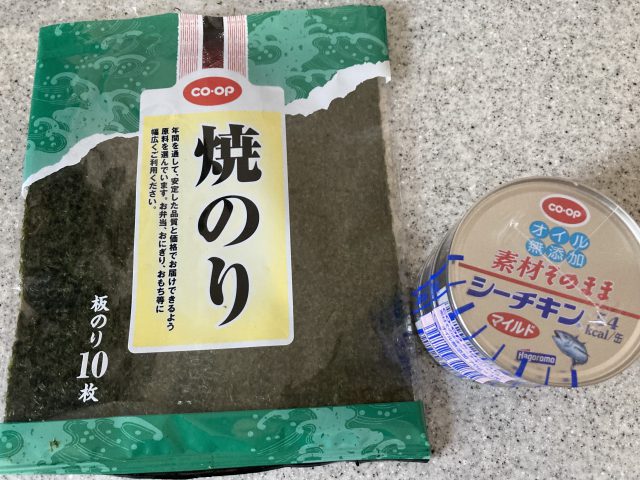 CO·OP
焼のり
年間を通して、安定した品質と価格でお届けできるよう
原料を選んでいます。お弁当、おにぎり、おもち等に
幅広くご利用ください。
板のり10枚
CO·OP
オイル
無添加
素材そのまま
シーチキン
マイルド
kcal/缶
Hagoromo